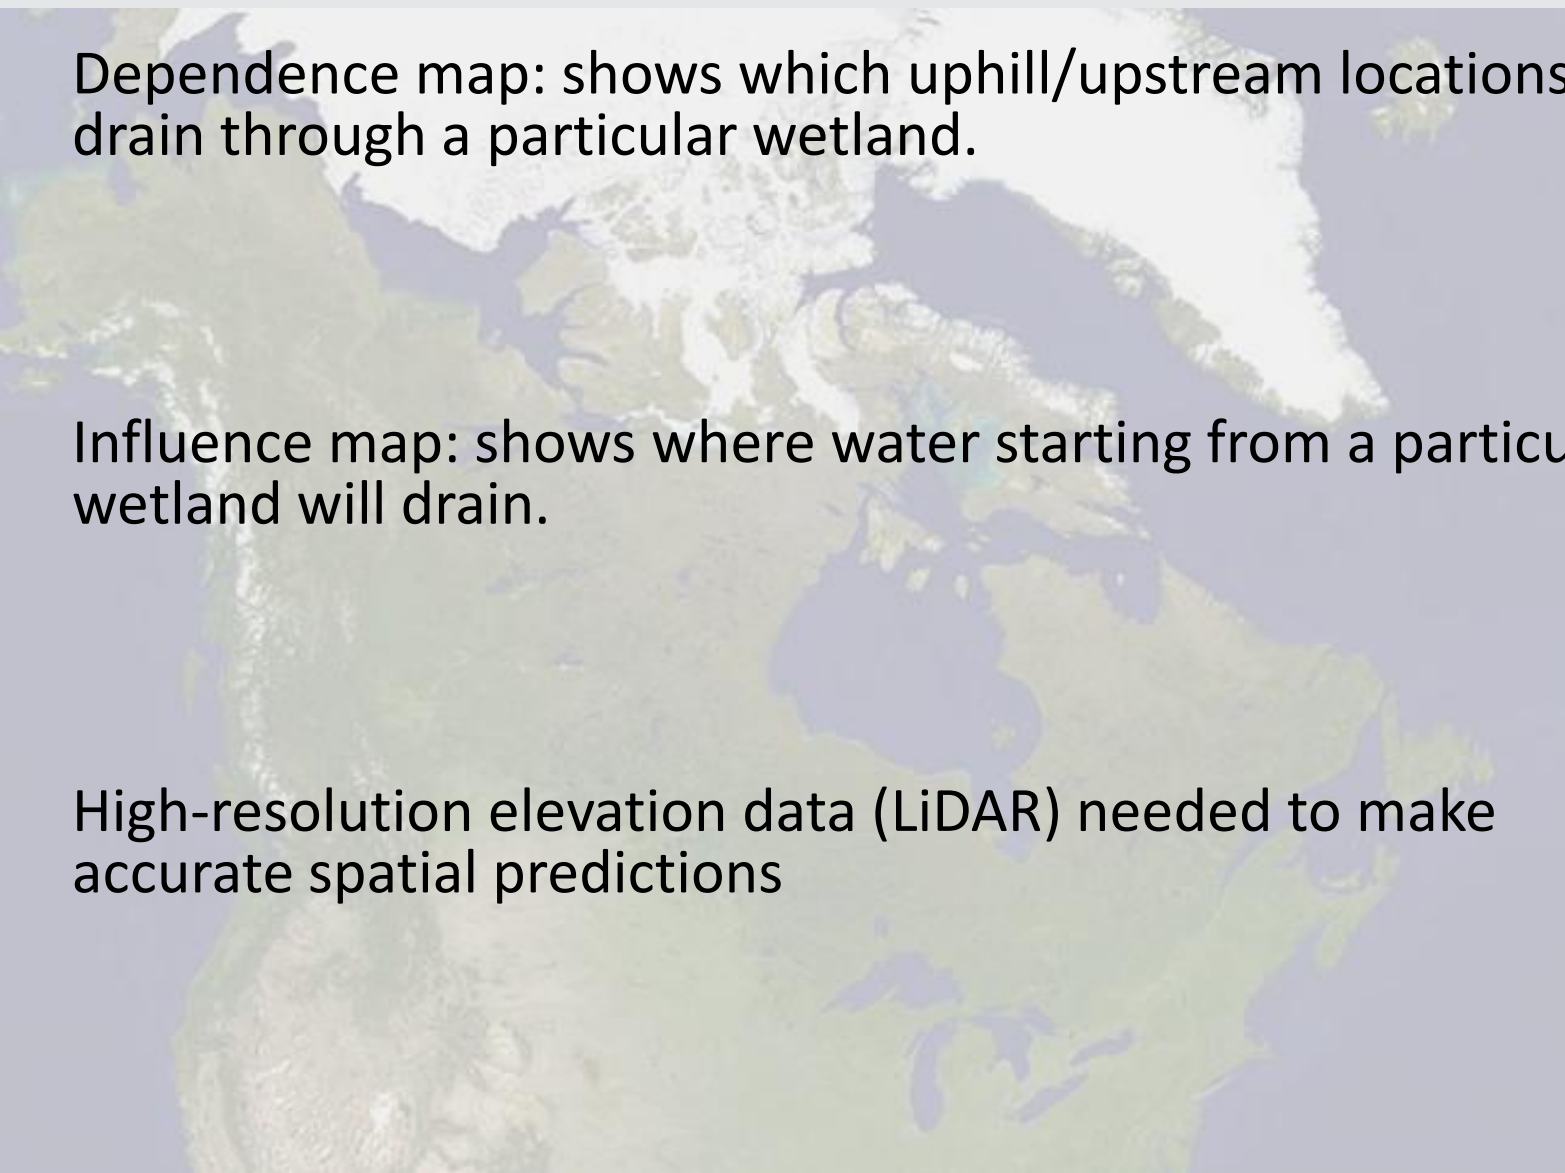 Dependence map: shows which uphill/upstream locations
drain through a particular wetland.
Influence map: shows where water starting from a particu
wetland will drain.
High-resolution elevation data (LiDAR) needed to make
accurate spatial predictions